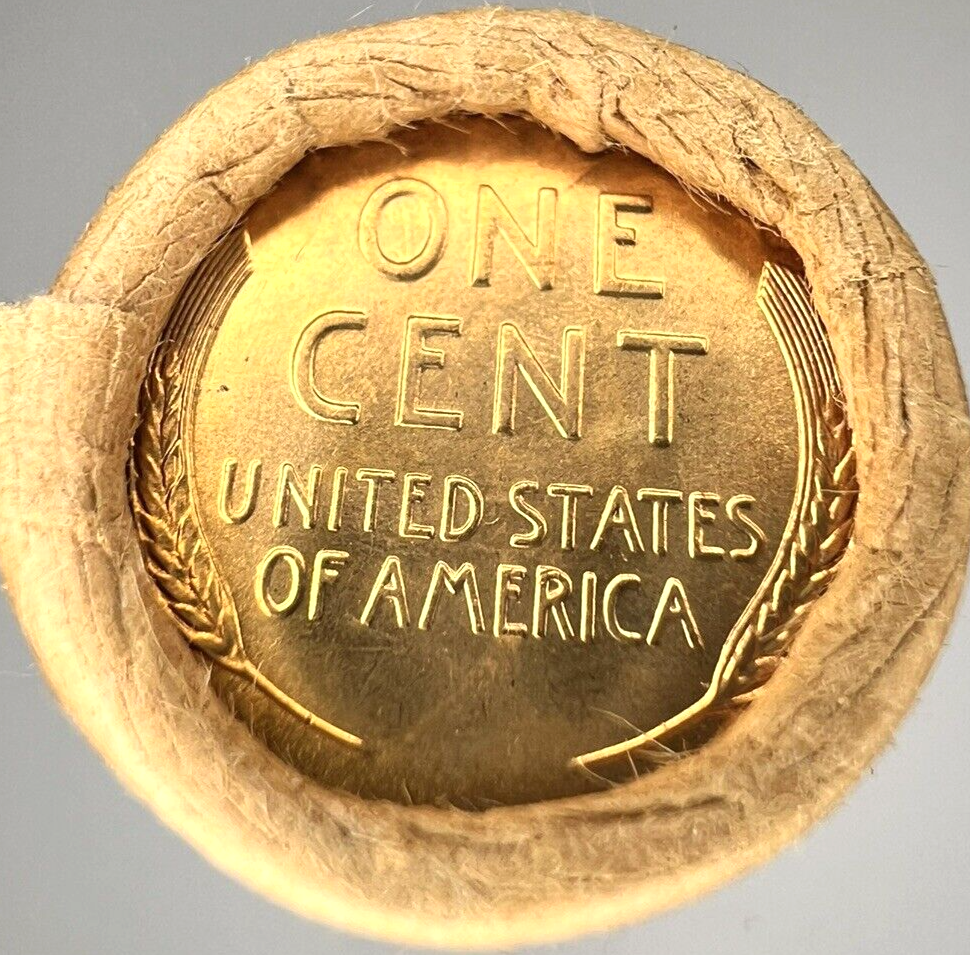 ONE
CENT
UNITED STATES
OF AMERICA